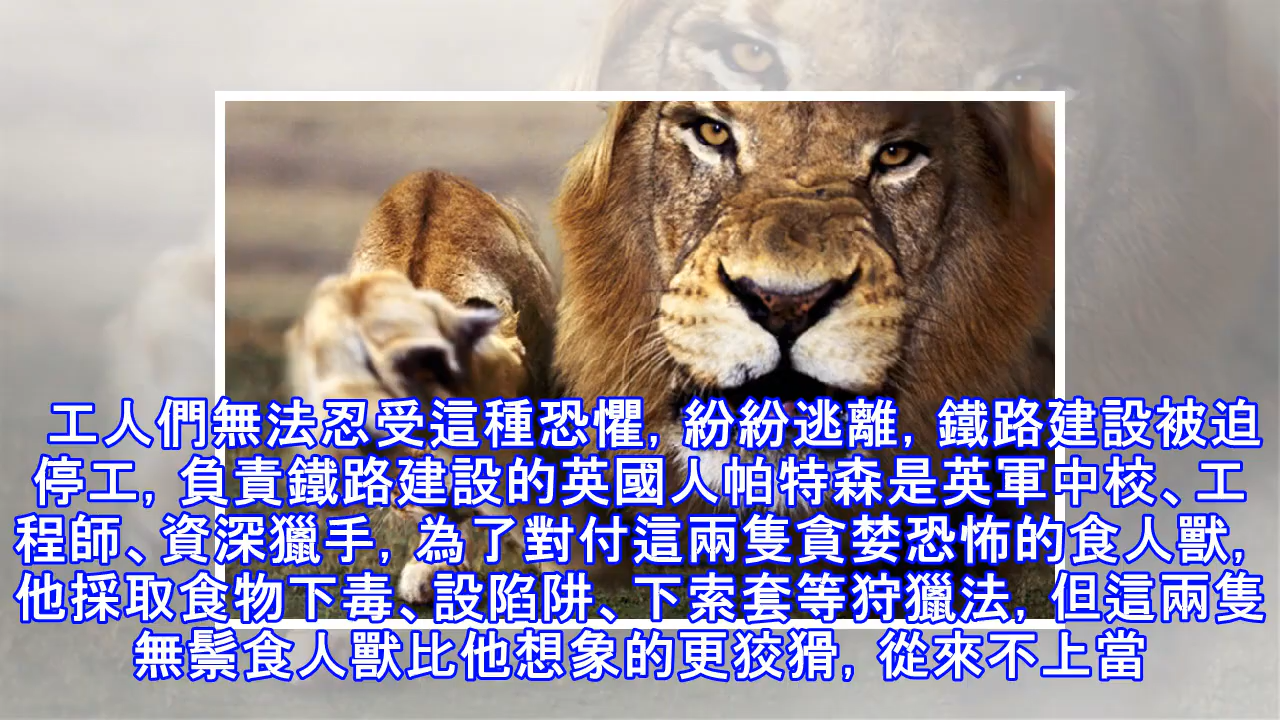 工人們無法忍受這種恐懼, 紛紛逃離, 鐵路建設被迫
停工, 負責鐵路建設的英國人帕特森是英軍中校、工
程師、資深獵手, 為了對付這兩隻貪婪恐怖的食人獸,
他採取食物下毒、設陷阱、下索套等狩獵法, 但這兩隻
無鬃食人獸比他想象的更狡猾, 從來不上當